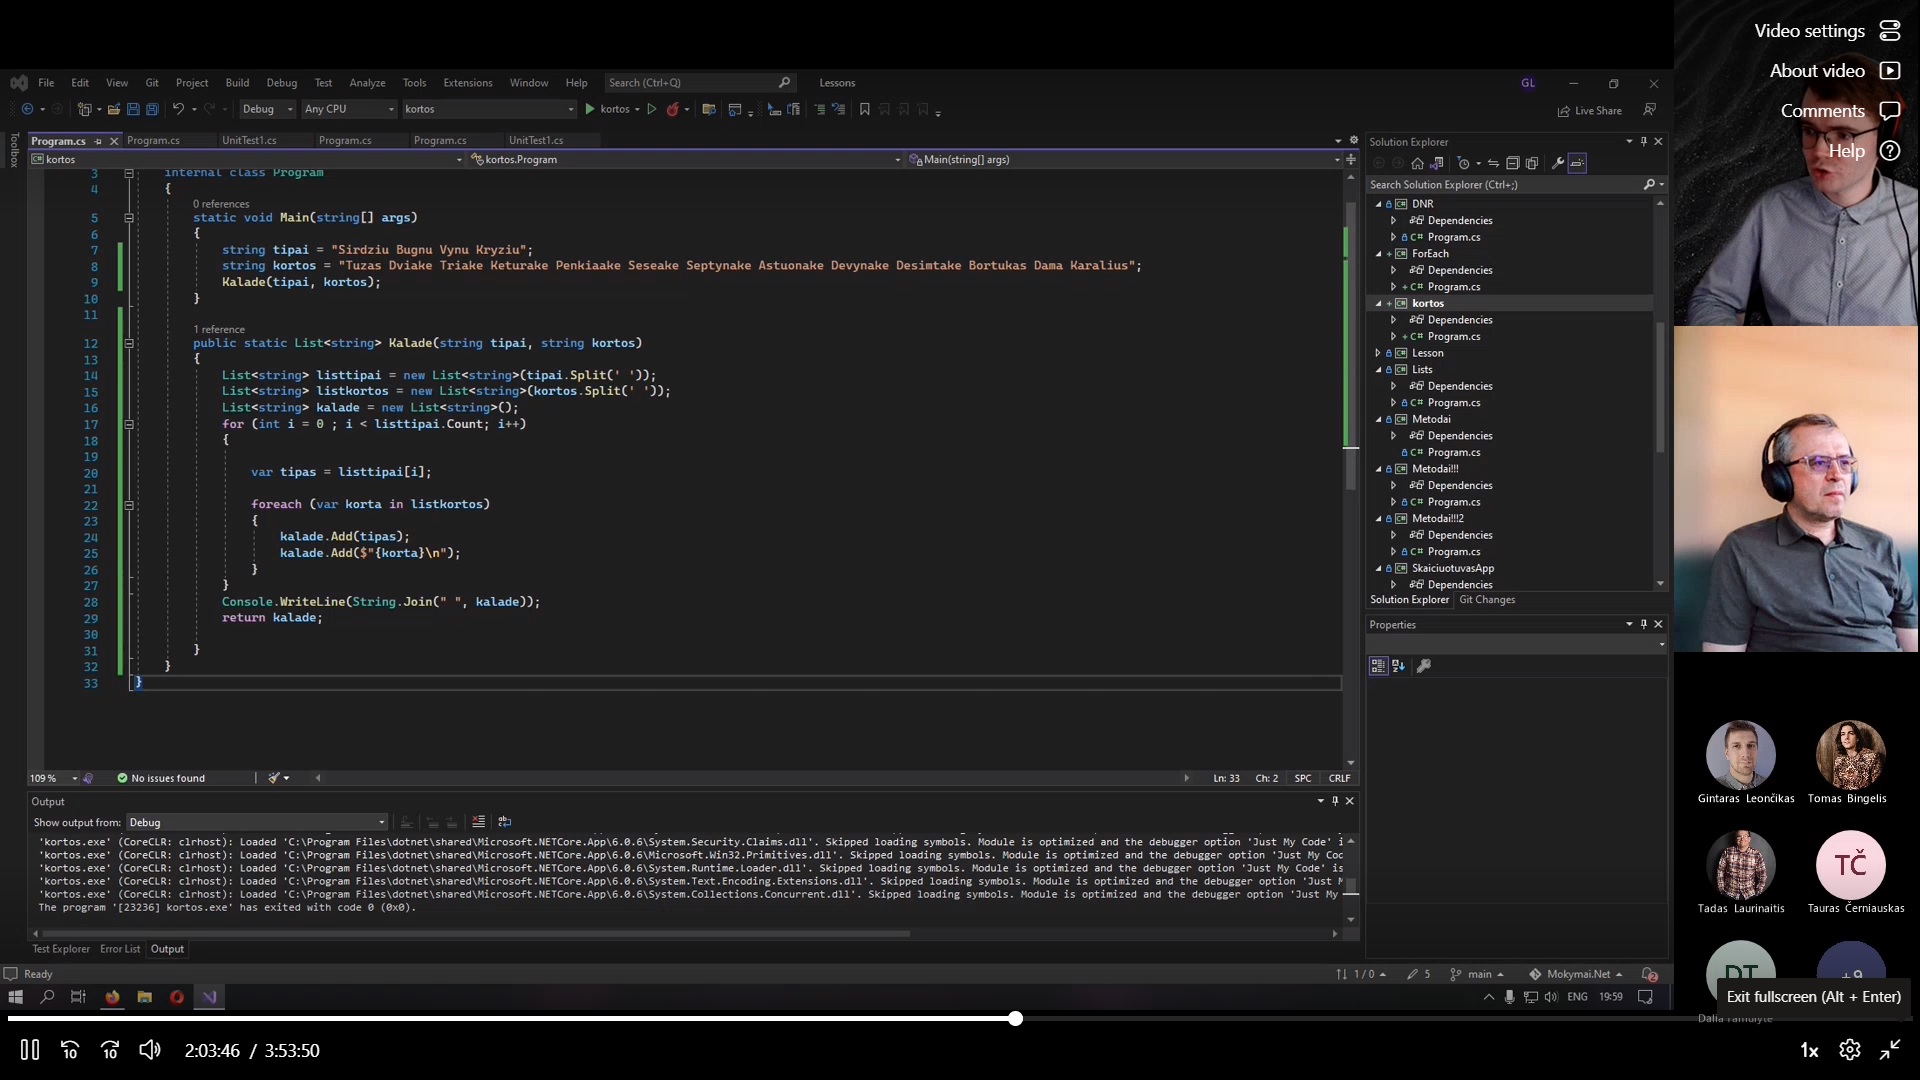 Video settings
About video
Comments
Help
File Edit View Git Project Build Debug Test Analyze Tools Extensions Window Help Search (Ctrl+Q) Lessons GL
Debug Any CPU kortos kortos Live Share
Toolbox
Program.cs Program.cs UnitTest1.cs Program.cs Program.cs UnitTest1.cs
kortos kortos.Program Main(string[] args)
3 internal class Program
4 {
0 references
5 static void Main(string[] args)
6 {
7 string tipai = "Sirdziu Bugnu Vynu Kryziu";
8 string kortos = "Tuzas Dviake Triake Keturake Penkiaake Seseake Septynake Astuonake Devynake Desimtake Bortukas Dama Karalius";
9 Kalade(tipai, kortos);
10 }
11
1 reference
12 public static List<string> Kalade(string tipai, string kortos)
13 {
14 List<string> listtipai = new List<string>(tipai.Split(' '));
15 List<string> listkortos = new List<string>(kortos.Split(' '));
16 List<string> kalade = new List<string>();
17 for (int i = 0 ; i < listtipai.Count; i++)
18 {
19
20 var tipas = listtipai[i];
21
22 foreach (var korta in listkortos)
23 {
24 kalade.Add(tipas);
25 kalade.Add($"{korta}\n");
26 }
27 }
28 Console.WriteLine(String.Join(" ", kalade));
29 return kalade;
30
31 }
32 }
33 }
109 % No issues found Ln: 33 Ch: 2 SPC CRLF
Output
Show output from: Debug
'kortos.exe' (CoreCLR: clrhost): Loaded 'C:\Program Files\dotnet\shared\Microsoft.NETCore.App\6.0.6\System.Security.Claims.dll'. Skipped loading symbols. Module is optimized and the debugger option 'Just My Code' i
'kortos.exe' (CoreCLR: clrhost): Loaded 'C:\Program Files\dotnet\shared\Microsoft.NETCore.App\6.0.6\Microsoft.Win32.Primitives.dll'. Skipped loading symbols. Module is optimized and the debugger option 'Just My Coc
'kortos.exe' (CoreCLR: clrhost): Loaded 'C:\Program Files\dotnet\shared\Microsoft.NETCore.App\6.0.6\System.Runtime.Loader.dll'. Skipped loading symbols. Module is optimized and the debugger option 'Just My Code' is
'kortos.exe' (CoreCLR: clrhost): Loaded 'C:\Program Files\dotnet\shared\Microsoft.NETCore.App\6.0.6\System.Text.Encoding.Extensions.dll'. Skipped loading symbols. Module is optimized and the debugger option 'Just M
'kortos.exe' (CoreCLR: clrhost): Loaded 'C:\Program Files\dotnet\shared\Microsoft.NETCore.App\6.0.6\System.Collections.Concurrent.dll'. Skipped loading symbols. Module is optimized and the debugger option 'Just My
The program '[23236] kortos.exe' has exited with code 0 (0x0).
Test Explorer Error List Output
Ready 1 / 0 5 main Mokymai.Net 2
ENG 19:59
Solution Explorer
Search Solution Explorer (Ctrl+;)
DNR
Dependencies
C# Program.cs
ForEach
Dependencies
C# Program.cs
kortos
Dependencies
C# Program.cs
Lesson
Lists
Dependencies
C# Program.cs
Metodai
Dependencies
C# Program.cs
Metodai!!!
Dependencies
C# Program.cs
Metodai!!!2
Dependencies
C# Program.cs
SkaiciuotuvasApp
Dependencies
Solution Explorer Git Changes
Properties
Gintaras Leončikas Tomas Bingelis
TČ
Tadas Laurinaitis Tauras Černiauskas
DT +9
Exit fullscreen (Alt + Enter)
2:03:46 / 3:53:50 1x